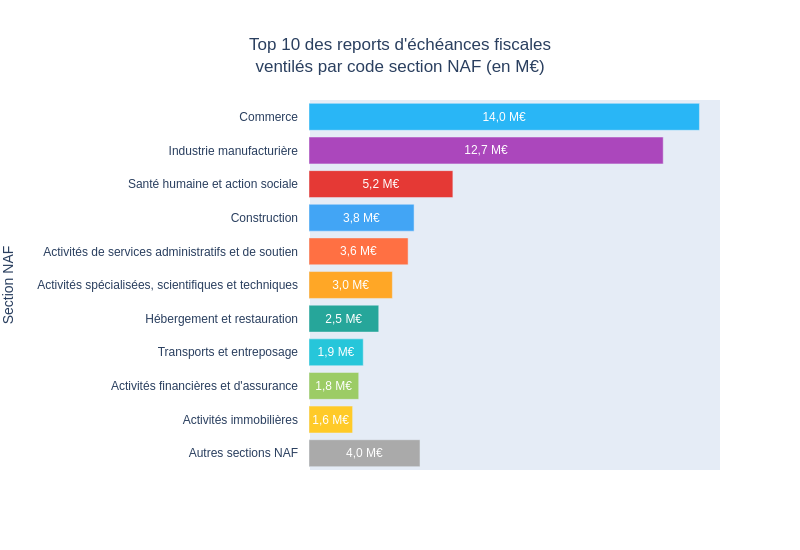 Top 10 des reports d'échéances fiscales
ventilés par code section NAF (en M€)
Section NAF
Commerce 14,0 M€
Industrie manufacturière 12,7 M€
Santé humaine et action sociale 5,2 M€
Construction 3,8 M€
Activités de services administratifs et de soutien 3,6 M€
Activités spécialisées, scientifiques et techniques 3,0 M€
Hébergement et restauration 2,5 M€
Transports et entreposage 1,9 M€
Activités financières et d'assurance 1,8 M€
Activités immobilières 1,6 M€
Autres sections NAF 4,0 M€